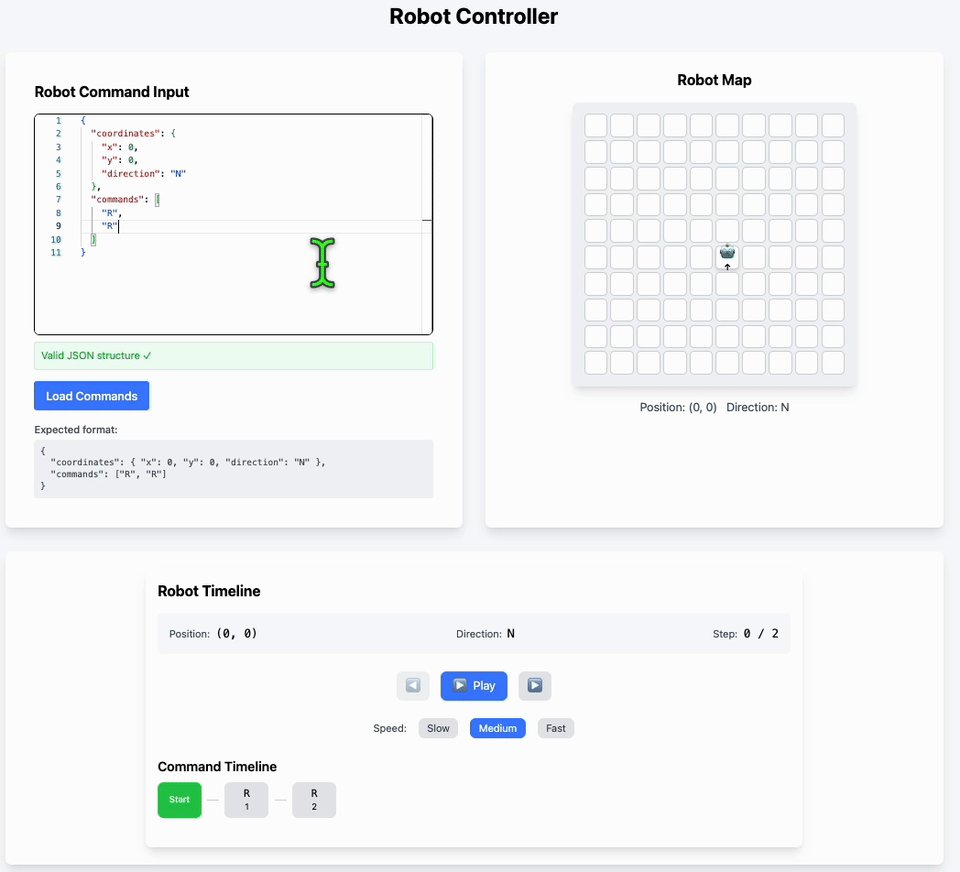 Robot Controller
Robot Command Input
1 {
2 "coordinates": {
3 "x": 0,
4 "y": 0,
5 "direction": "N"
6 },
7 "commands": [
8 "R",
9 "R"
10 ]
11 }
Valid JSON structure ✓
Load Commands
Expected format:
{
"coordinates": { "x": 0, "y": 0, "direction": "N" },
"commands": ["R", "R"]
}
Robot Map
↑
Position: (0, 0) Direction: N
Robot Timeline
Position: (0, 0) Direction: N Step: 0 / 2
◀ ▶ Play ▶
Speed: Slow Medium Fast
Command Timeline
Start — R — R
1 2